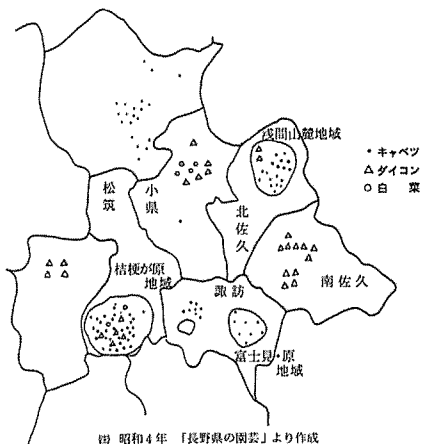 浅間山麓地域
・キャベツ
△ダイコン
○白菜
松筑
小県
北佐久
桔梗が原
地域
諏訪
南佐久
富士見・原
地域
昭和4年 「長野県の園芸」より作成